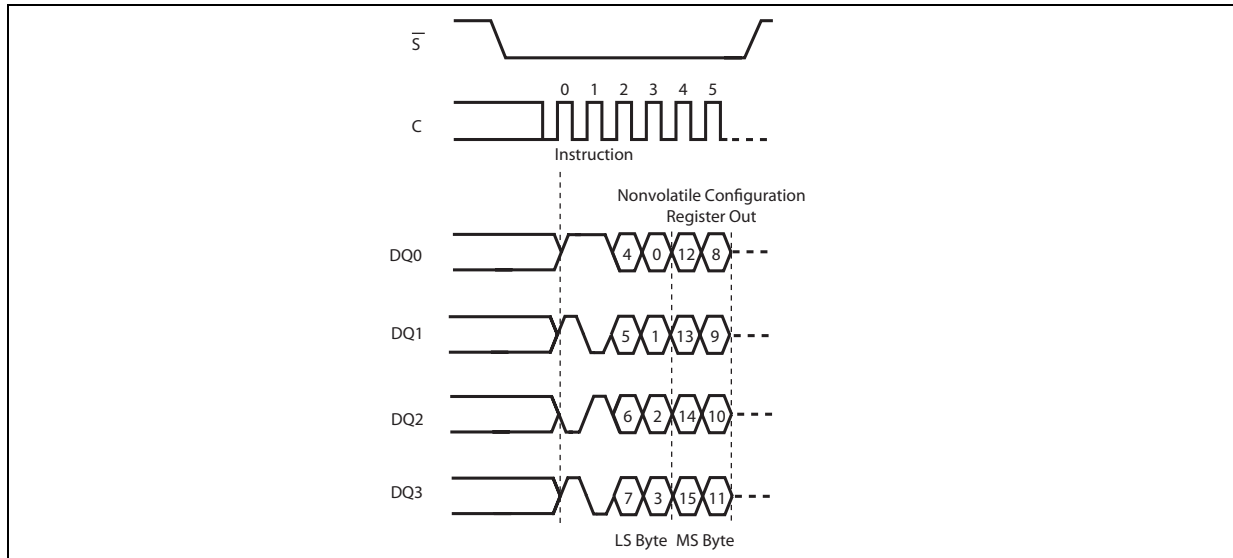 S
0 1 2 3 4 5
C
Instruction
Nonvolatile Configuration
Register Out
DQ0 4 0 12 8
DQ1 5 1 13 9
DQ2 6 2 14 10
DQ3 7 3 15 11
LS Byte MS Byte